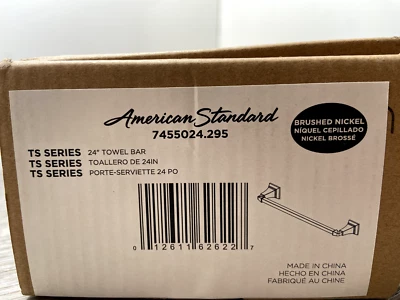 American Standard
7455024.295
BRUSHED NICKEL
NÍQUEL CEPILLADO
NICKEL BROSSÉ
TS SERIES 24" TOWEL BAR
TS SERIES TOALLERO DE 24IN
TS SERIES PORTE-SERVIETTE 24 PO
0 12611 62622 7
MADE IN CHINA
HECHO EN CHINA
FABRIQUÉ AU CHINE